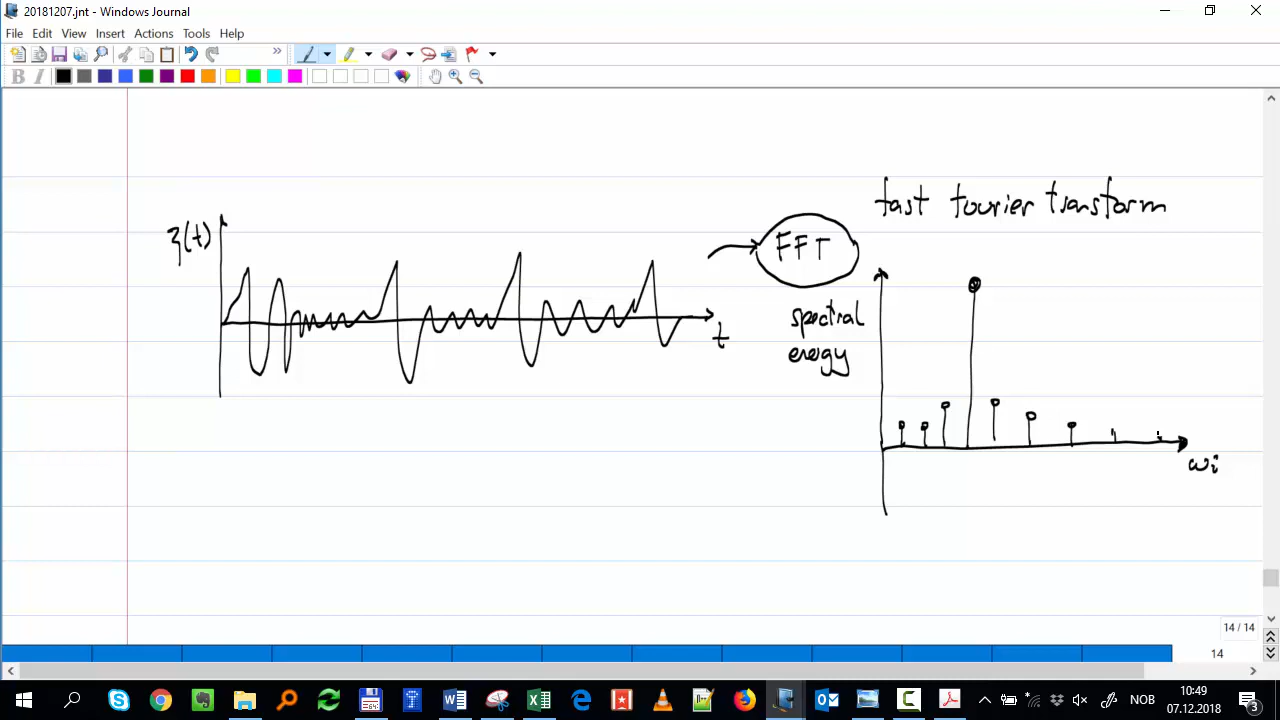 20181207.jnt - Windows Journal
File Edit View Insert Actions Tools Help
B I
fast fourier transform
ζ(t)
FFT
spectral
energy
t
ωi
14 / 14
14
NOB
10:49
07.12.2018
3